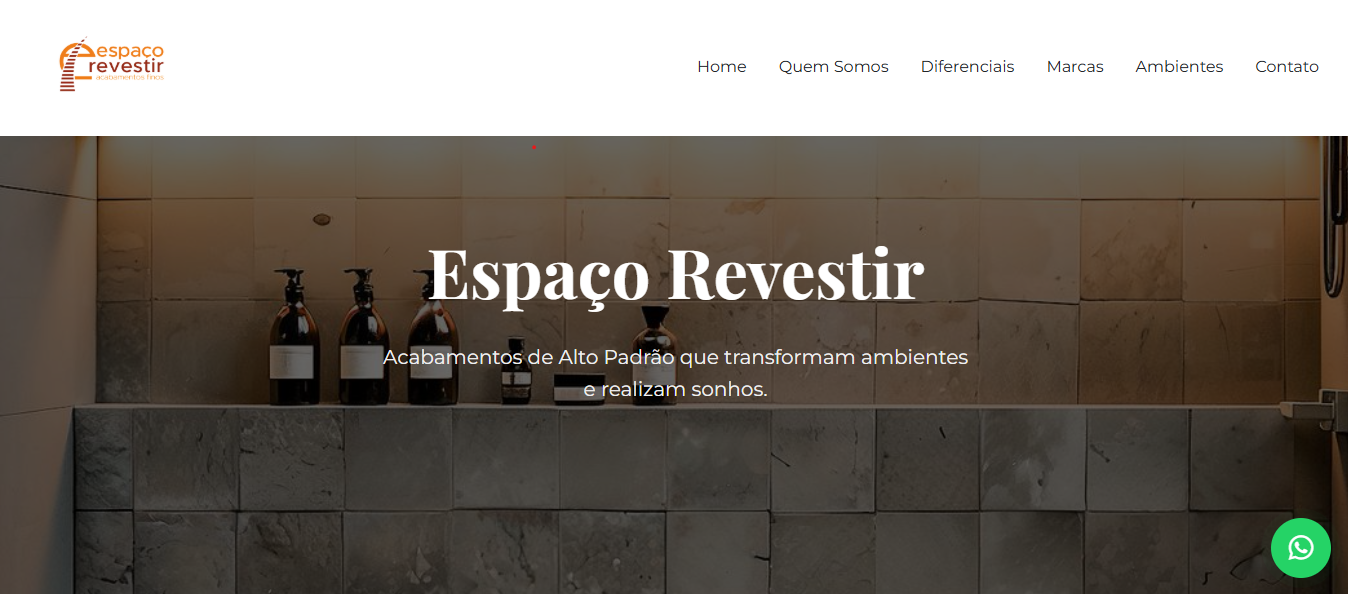 espaço
revestir
acabamentos finos
Home Quem Somos Diferenciais Marcas Ambientes Contato
Espaço Revestir
Acabamentos de Alto Padrão que transformam ambientes
e realizam sonhos.